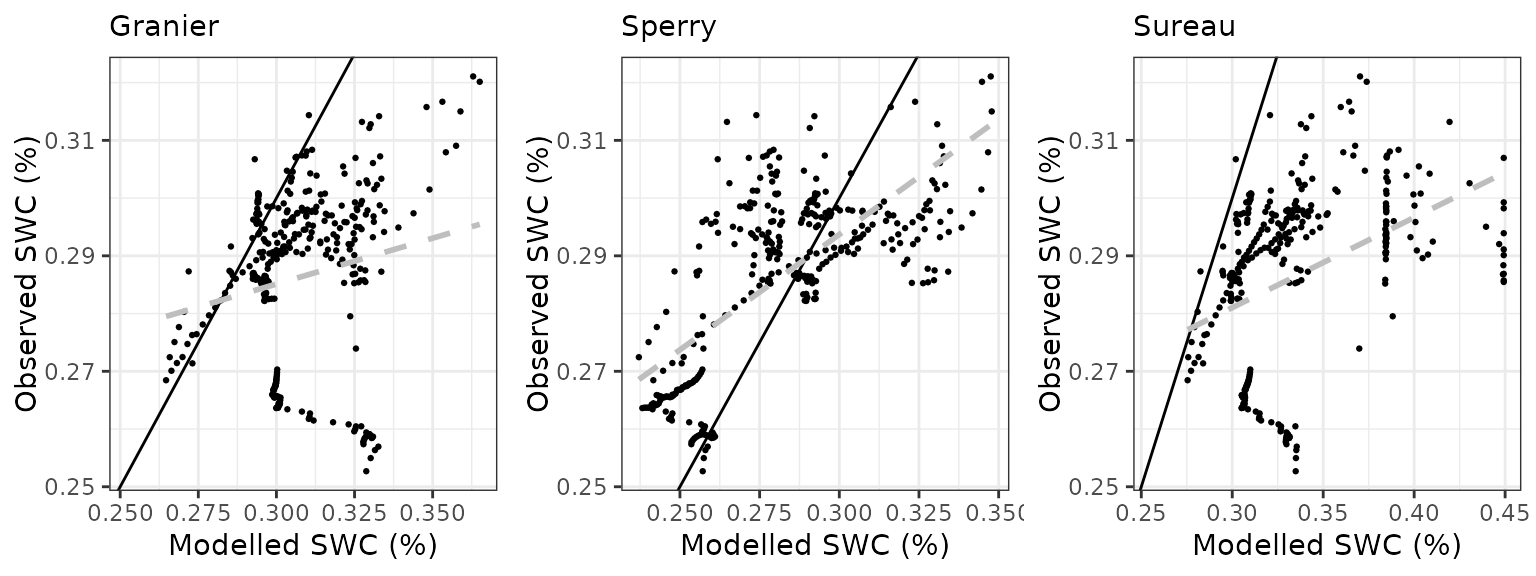 Granier
Observed SWC (%)
0.31
0.29
0.27
0.25
0.250 0.275 0.300 0.325 0.350
Modelled SWC (%)
Sperry
Observed SWC (%)
0.31
0.29
0.27
0.25
0.250 0.275 0.300 0.325 0.350
Modelled SWC (%)
Sureau
Observed SWC (%)
0.31
0.29
0.27
0.25
0.25 0.30 0.35 0.40 0.45
Modelled SWC (%)